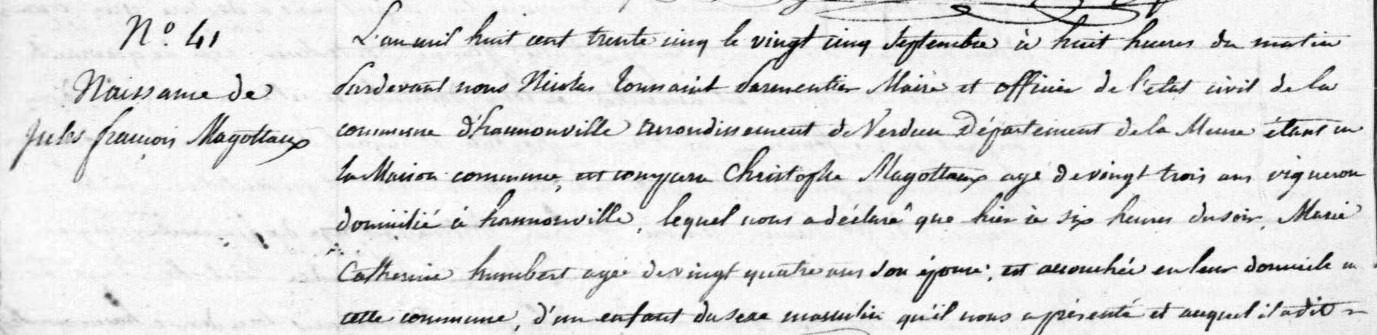 N° 41
Naissance de
Jules françois Magottaux
L'an mil huit cent trente cinq le vingt cinq Septembre à huit heures du matin
Pardevant nous Nicolas Toussaint Parmentier Maire et officier de l'état civil de la
commune d'hannonville arrondissement de Verdun Département de la Meuse étant en
la Maison commune, est comparu Christophe Magottaux agé de vingt trois ans vigneron
domicilié à hannonville, lequel nous a déclaré que hier à six heures du soir, Marie
Catherine humbert agée de vingt quatre ans son épouse, est accouchée en leur domicile en
cette commune, d'un enfant du sexe masculin qu'il nous a présenté et auquel il a dit